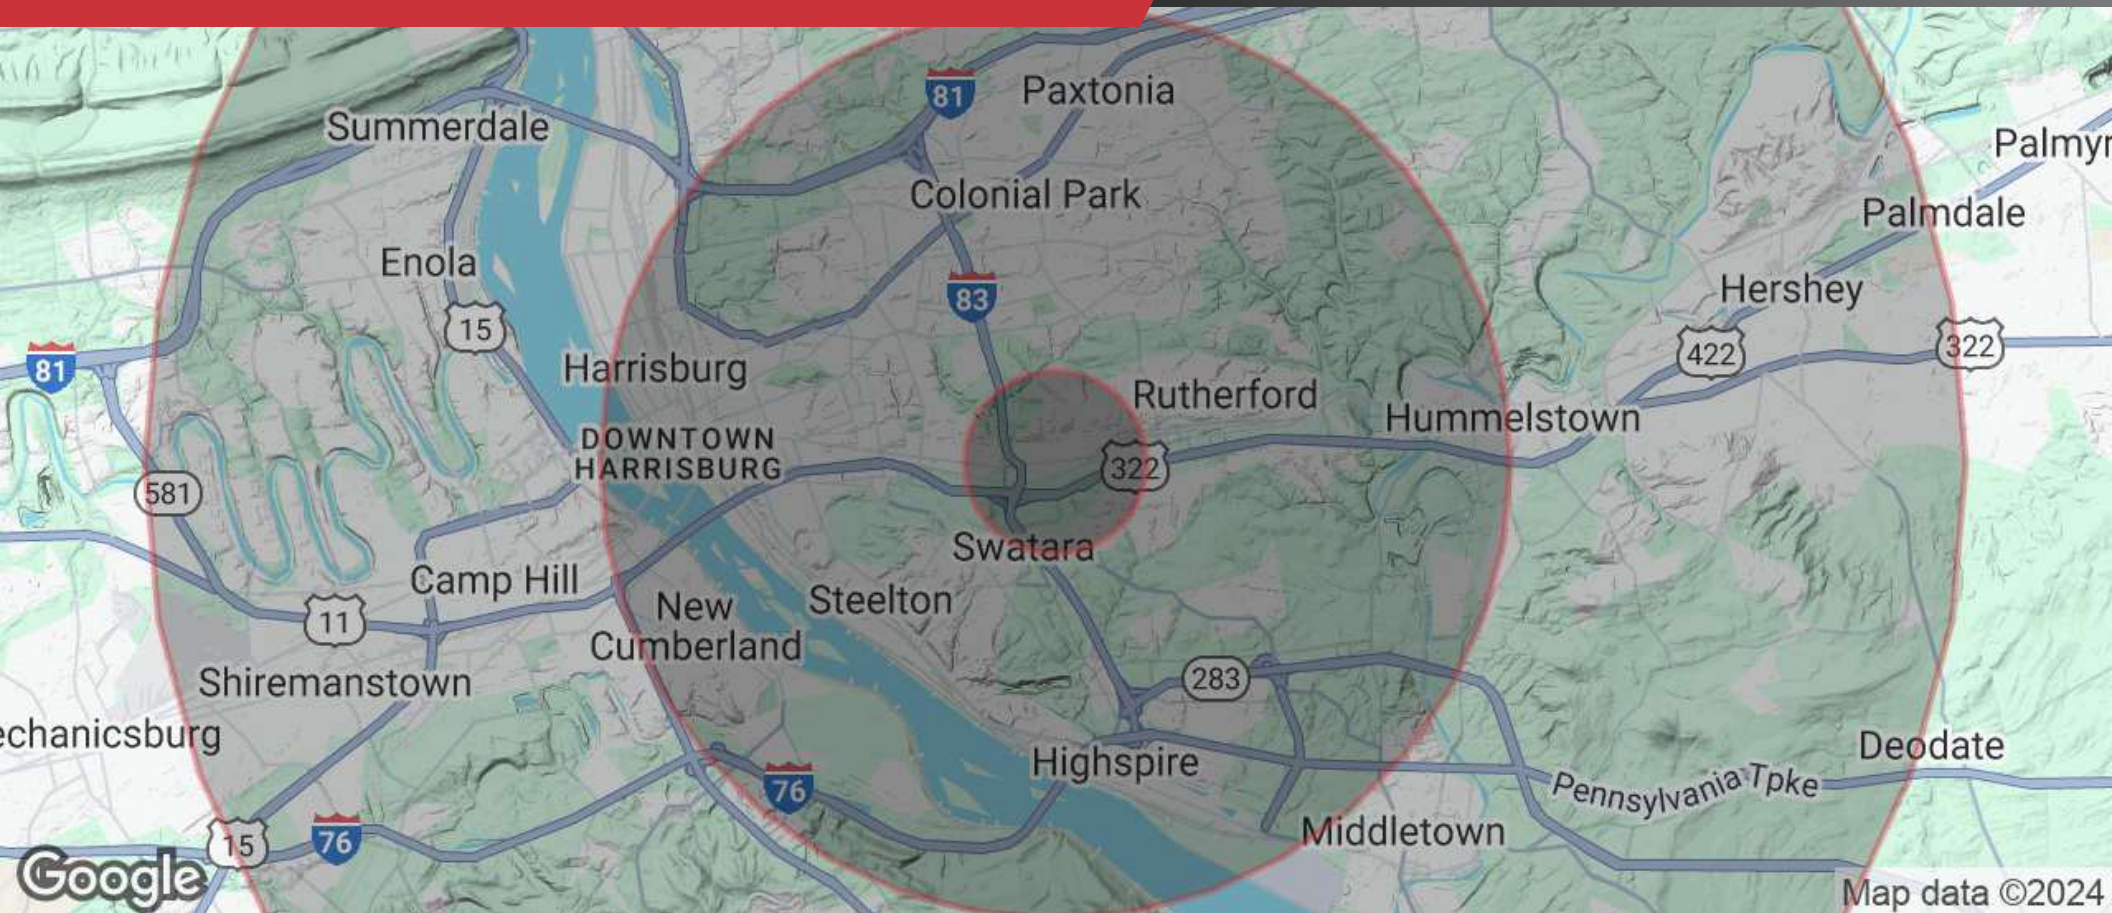 81
Paxtonia
Summerdale
Palmyr
Colonial Park
Palmdale
Enola
83
Hershey
15
422
322
81
Harrisburg
Rutherford
Hummelstown
DOWNTOWN
HARRISBURG
322
581
Swatara
Camp Hill
Steelton
New
Cumberland
11
283
Shiremanstown
echanicsburg
Highspire
Deodate
76
Pennsylvania Tpke
15
76
Middletown
Google
Map data ©2024